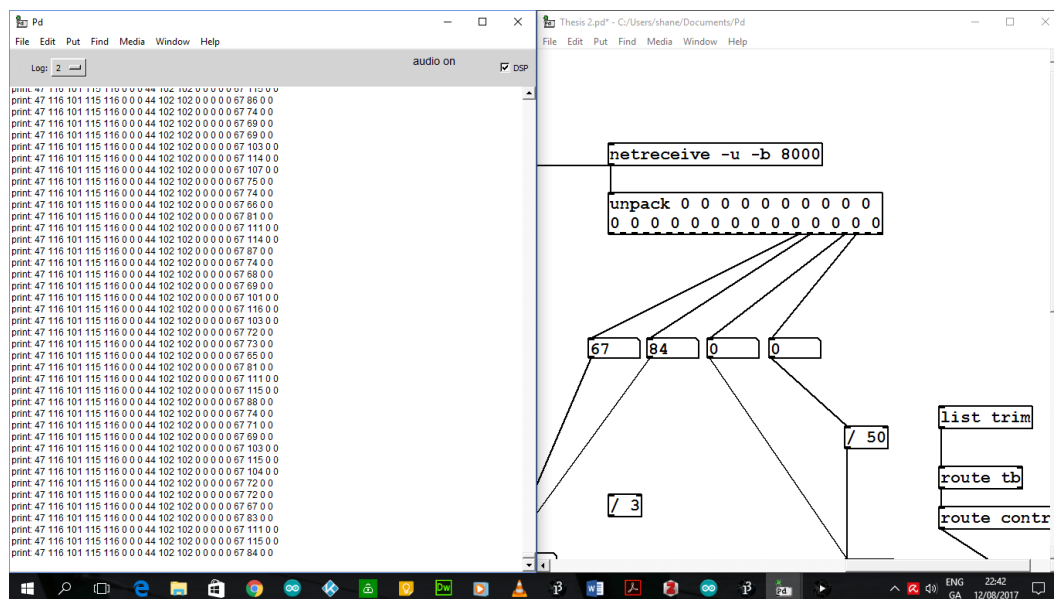 Pd
File Edit Put Find Media Window Help
Log: 2
audio on
DSP
print: 47 116 101 115 116 0 0 0 44 102 102 0 0 0 0 0 67 115 0 0
print: 47 116 101 115 116 0 0 0 44 102 102 0 0 0 0 0 67 86 0 0
print: 47 116 101 115 116 0 0 0 44 102 102 0 0 0 0 0 67 74 0 0
print: 47 116 101 115 116 0 0 0 44 102 102 0 0 0 0 0 67 69 0 0
print: 47 116 101 115 116 0 0 0 44 102 102 0 0 0 0 0 67 69 0 0
print: 47 116 101 115 116 0 0 0 44 102 102 0 0 0 0 0 67 103 0 0
print: 47 116 101 115 116 0 0 0 44 102 102 0 0 0 0 0 67 114 0 0
print: 47 116 101 115 116 0 0 0 44 102 102 0 0 0 0 0 67 107 0 0
print: 47 116 101 115 116 0 0 0 44 102 102 0 0 0 0 0 67 75 0 0
print: 47 116 101 115 116 0 0 0 44 102 102 0 0 0 0 0 67 74 0 0
print: 47 116 101 115 116 0 0 0 44 102 102 0 0 0 0 0 67 66 0 0
print: 47 116 101 115 116 0 0 0 44 102 102 0 0 0 0 0 67 81 0 0
print: 47 116 101 115 116 0 0 0 44 102 102 0 0 0 0 0 67 111 0 0
print: 47 116 101 115 116 0 0 0 44 102 102 0 0 0 0 0 67 114 0 0
print: 47 116 101 115 116 0 0 0 44 102 102 0 0 0 0 0 67 87 0 0
print: 47 116 101 115 116 0 0 0 44 102 102 0 0 0 0 0 67 74 0 0
print: 47 116 101 115 116 0 0 0 44 102 102 0 0 0 0 0 67 68 0 0
print: 47 116 101 115 116 0 0 0 44 102 102 0 0 0 0 0 67 69 0 0
print: 47 116 101 115 116 0 0 0 44 102 102 0 0 0 0 0 67 101 0 0
print: 47 116 101 115 116 0 0 0 44 102 102 0 0 0 0 0 67 116 0 0
print: 47 116 101 115 116 0 0 0 44 102 102 0 0 0 0 0 67 103 0 0
print: 47 116 101 115 116 0 0 0 44 102 102 0 0 0 0 0 67 72 0 0
print: 47 116 101 115 116 0 0 0 44 102 102 0 0 0 0 0 67 73 0 0
print: 47 116 101 115 116 0 0 0 44 102 102 0 0 0 0 0 67 65 0 0
print: 47 116 101 115 116 0 0 0 44 102 102 0 0 0 0 0 67 81 0 0
print: 47 116 101 115 116 0 0 0 44 102 102 0 0 0 0 0 67 111 0 0
print: 47 116 101 115 116 0 0 0 44 102 102 0 0 0 0 0 67 115 0 0
print: 47 116 101 115 116 0 0 0 44 102 102 0 0 0 0 0 67 88 0 0
print: 47 116 101 115 116 0 0 0 44 102 102 0 0 0 0 0 67 74 0 0
print: 47 116 101 115 116 0 0 0 44 102 102 0 0 0 0 0 67 71 0 0
print: 47 116 101 115 116 0 0 0 44 102 102 0 0 0 0 0 67 69 0 0
print: 47 116 101 115 116 0 0 0 44 102 102 0 0 0 0 0 67 103 0 0
print: 47 116 101 115 116 0 0 0 44 102 102 0 0 0 0 0 67 115 0 0
print: 47 116 101 115 116 0 0 0 44 102 102 0 0 0 0 0 67 104 0 0
print: 47 116 101 115 116 0 0 0 44 102 102 0 0 0 0 0 67 72 0 0
print: 47 116 101 115 116 0 0 0 44 102 102 0 0 0 0 0 67 72 0 0
print: 47 116 101 115 116 0 0 0 44 102 102 0 0 0 0 0 67 67 0 0
print: 47 116 101 115 116 0 0 0 44 102 102 0 0 0 0 0 67 83 0 0
print: 47 116 101 115 116 0 0 0 44 102 102 0 0 0 0 0 67 111 0 0
print: 47 116 101 115 116 0 0 0 44 102 102 0 0 0 0 0 67 115 0 0
print: 47 116 101 115 116 0 0 0 44 102 102 0 0 0 0 0 67 84 0 0
Thesis 2.pd* - C:/Users/shane/Documents/Pd
File Edit Put Find Media Window Help
netreceive -u -b 8000
unpack 0 0 0 0 0 0 0 0 0 0
0 0 0 0 0 0 0 0 0 0 0 0 0 0
67
84
0
0
/ 50
/ 3
list trim
route tb
route contr
Dw
ENG
GA
22:42
12/08/2017